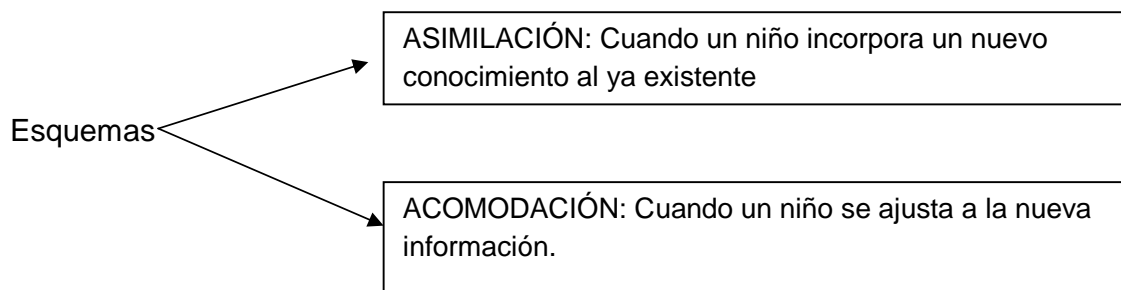 ASIMILACIÓN: Cuando un niño incorpora un nuevo
conocimiento al ya existente
Esquemas
ACOMODACIÓN: Cuando un niño se ajusta a la nueva
información.